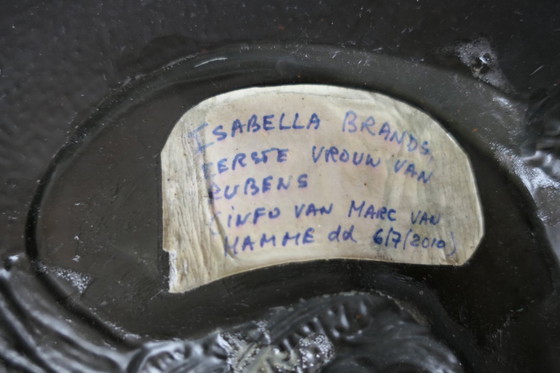 ISABELLA BRANDS
EERSTE VROUW VAN
RUBENS
INFO VAN MARC VAN
HAMME dd 6/7/2010)